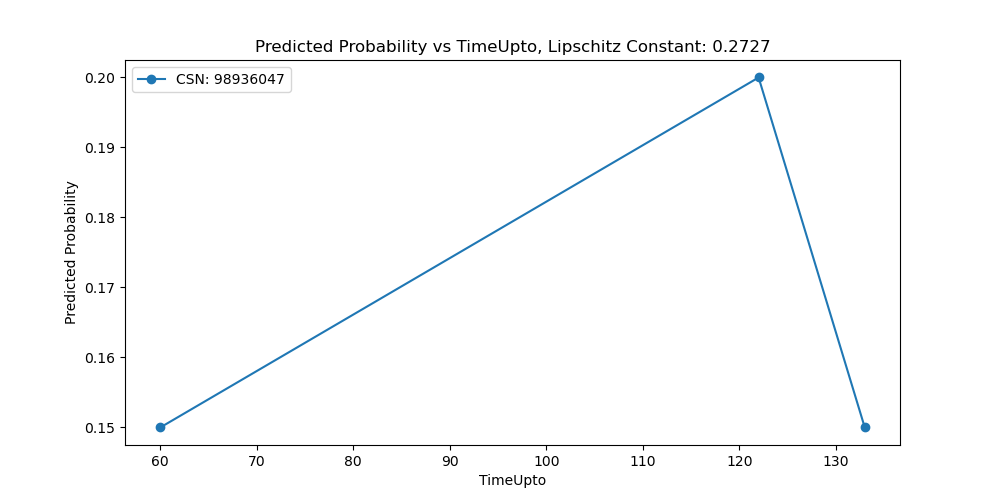 Predicted Probability vs TimeUpto, Lipschitz Constant: 0.2727
CSN: 98936047
0.20
0.19
0.18
0.17
0.16
0.15
Predicted Probability
60 70 80 90 100 110 120 130
TimeUpto